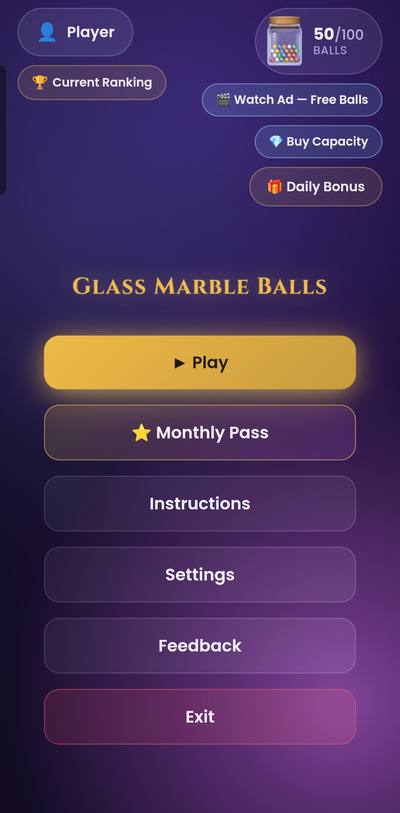 👤 Player
50/100
BALLS
🏆 Current Ranking
🎬 Watch Ad — Free Balls
💎 Buy Capacity
🎁 Daily Bonus
Glass Marble Balls
► Play
⭐ Monthly Pass
Instructions
Settings
Feedback
Exit